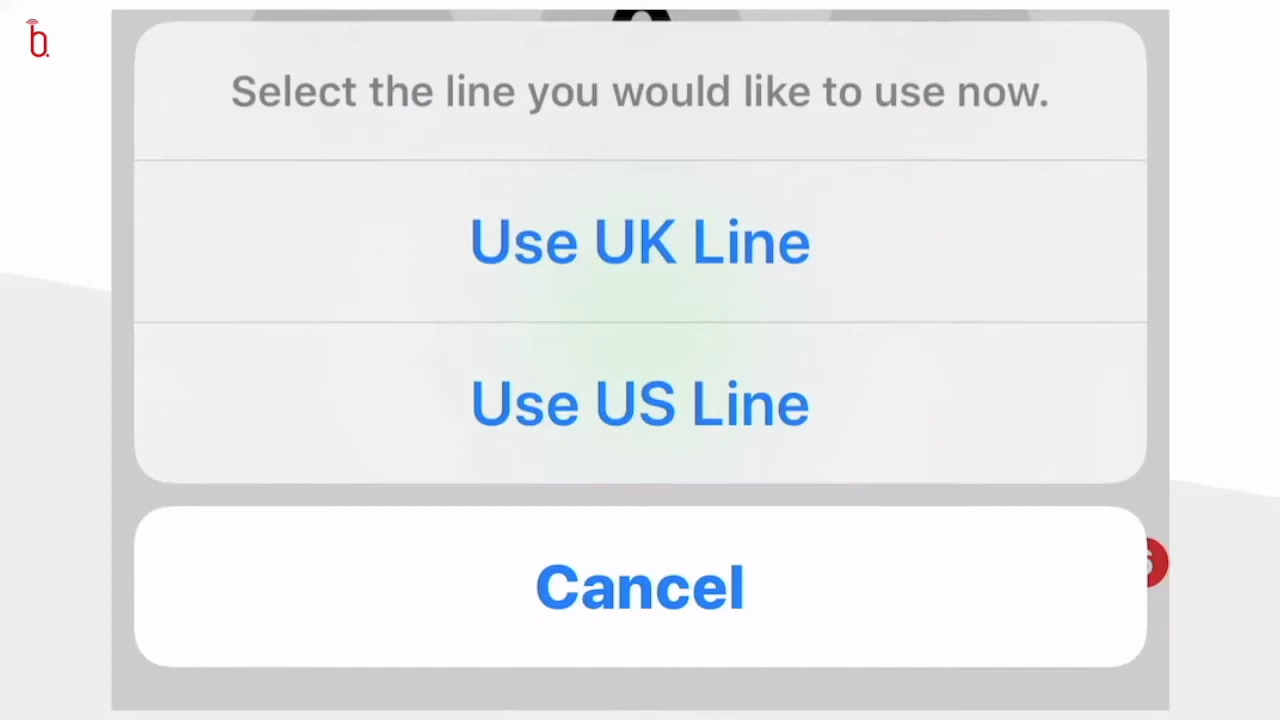 b.
Select the line you would like to use now.
Use UK Line
Use US Line
Cancel